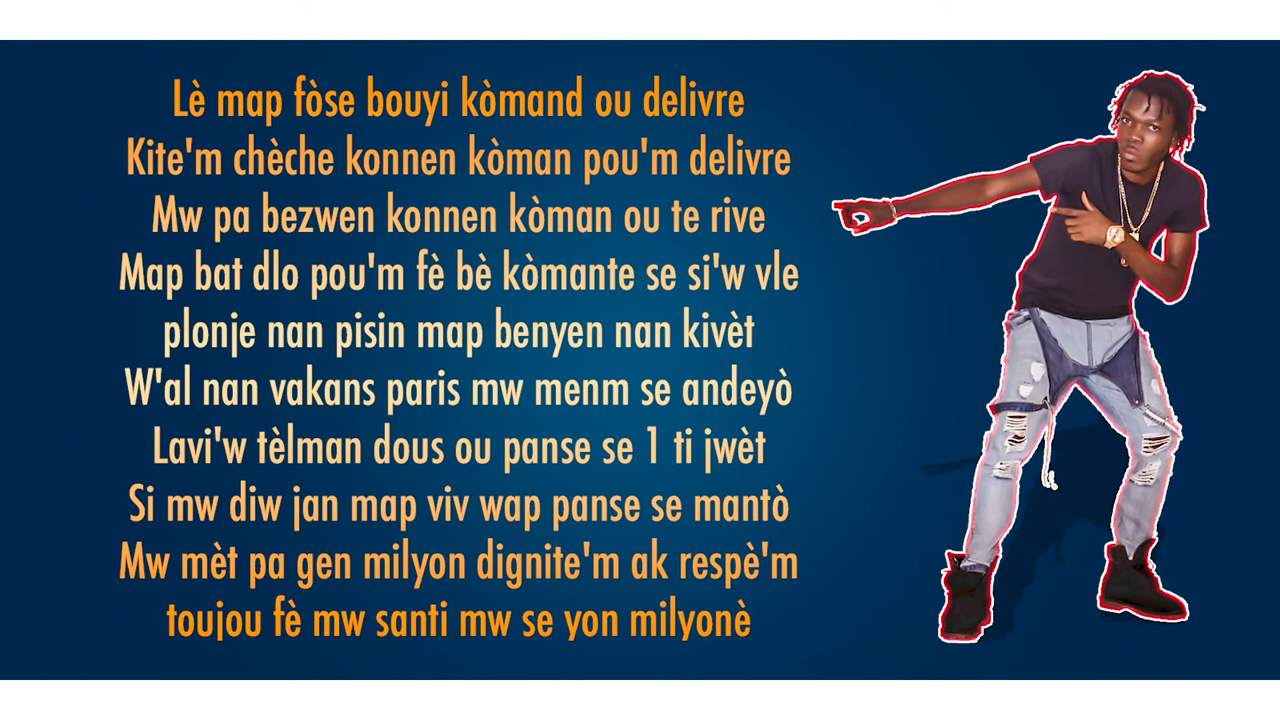 Lè map fòse bouyi kòmand ou delivre
Kite'm chèche konnen kòman pou'm delivre
Mw pa bezwen konnen kòman ou te rive
Map bat dlo pou'm fè bè kòmante se si'w vle
plonje nan pisin map benyen nan kivèt
W'al nan vakans paris mw menm se andeyò
Lavi'w tèlman dous ou panse se 1 ti jwèt
Si mw diw jan map viv wap panse se mantò
Mw mèt pa gen milyon dignite'm ak respè'm
toujou fè mw santi mw se yon milyonè